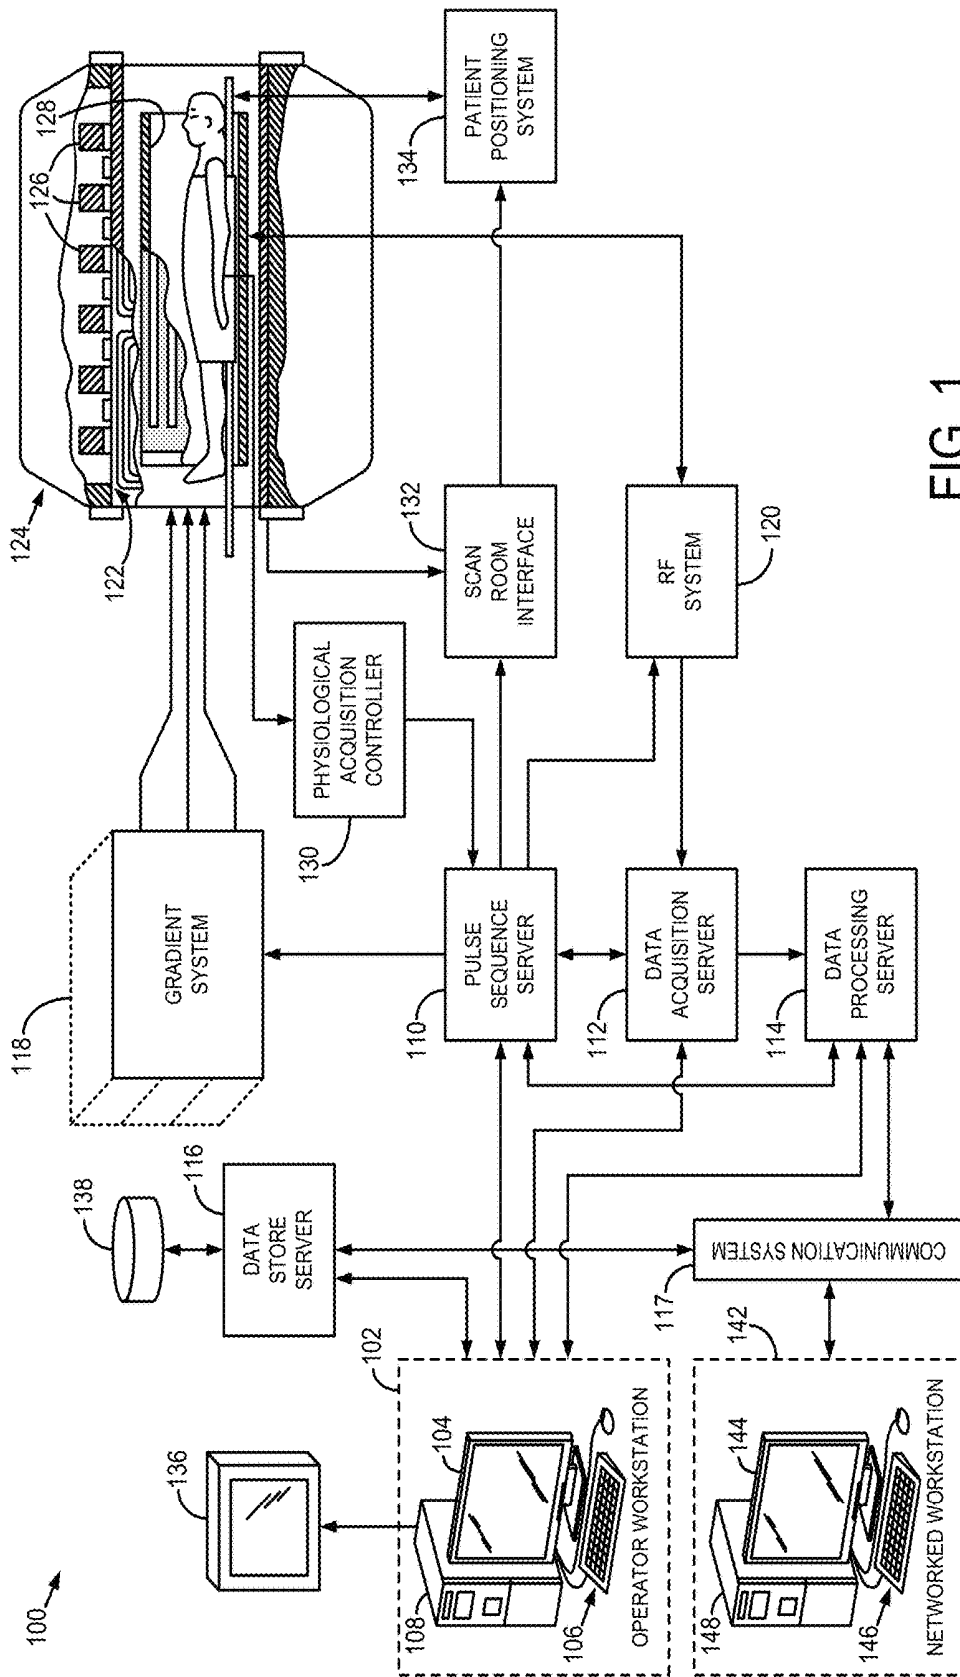 100
136
138
116
DATA
STORE
SERVER
118
GRADIENT
SYSTEM
124
122
126
128
130
PHYSIOLOGICAL
ACQUISITION
CONTROLLER
132
SCAN
ROOM
INTERFACE
134
PATIENT
POSITIONING
SYSTEM
110
PULSE
SEQUENCE
SERVER
112
DATA
ACQUISITION
SERVER
114
DATA
PROCESSING
SERVER
RF
SYSTEM
120
102
104
108
106
OPERATOR WORKSTATION
117
COMMUNICATION SYSTEM
142
144
148
146
NETWORKED WORKSTATION
FIG. 1